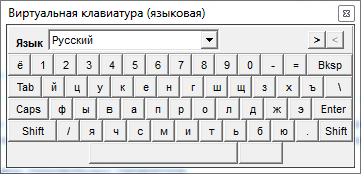 Виртуальная клавиатура (языковая)
Язык Русский > <
ё 1 2 3 4 5 6 7 8 9 0 - = Bksp
Tab й ц у к е н г ш щ з х ъ \
Caps ф ы в а п р о л д ж э Enter
Shift / я ч с м и т ь б ю . Shift